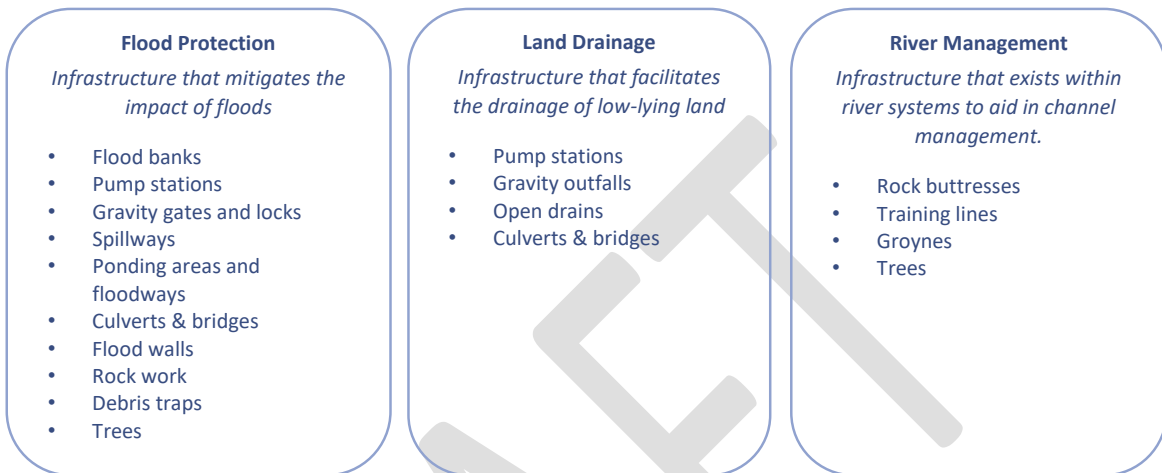 Flood Protection
Infrastructure that mitigates the
impact of floods
• Flood banks
• Pump stations
• Gravity gates and locks
• Spillways
• Ponding areas and
floodways
• Culverts & bridges
• Flood walls
• Rock work
• Debris traps
• Trees
Land Drainage
Infrastructure that facilitates
the drainage of low-lying land
• Pump stations
• Gravity outfalls
• Open drains
• Culverts & bridges
River Management
Infrastructure that exists within
river systems to aid in channel
management.
• Rock buttresses
• Training lines
• Groynes
• Trees